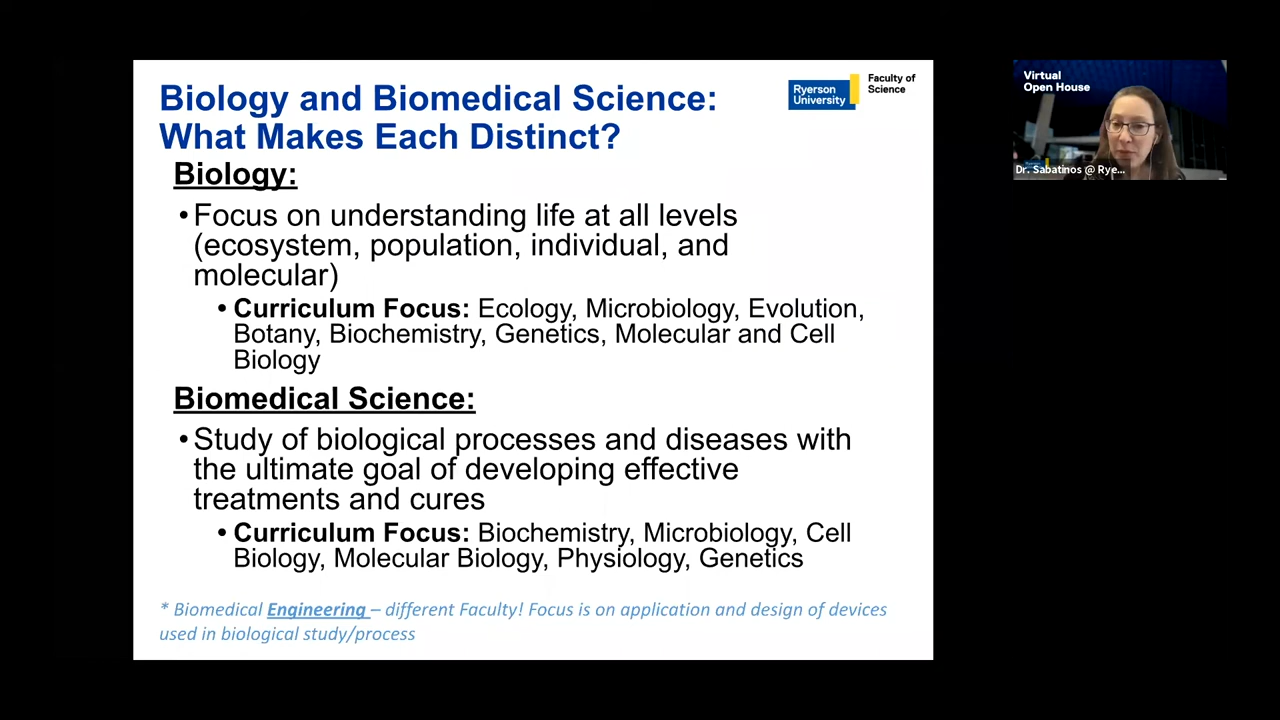 Biology and Biomedical Science:
What Makes Each Distinct?
Ryerson
University
Faculty of
Science
Biology:
•Focus on understanding life at all levels
(ecosystem, population, individual, and
molecular)
• Curriculum Focus: Ecology, Microbiology, Evolution,
Botany, Biochemistry, Genetics, Molecular and Cell
Biology
Biomedical Science:
•Study of biological processes and diseases with
the ultimate goal of developing effective
treatments and cures
• Curriculum Focus: Biochemistry, Microbiology, Cell
Biology, Molecular Biology, Physiology, Genetics
* Biomedical Engineering – different Faculty! Focus is on application and design of devices
used in biological study/process
Virtual
Open House
Dr. Sabatinos @ Rye...